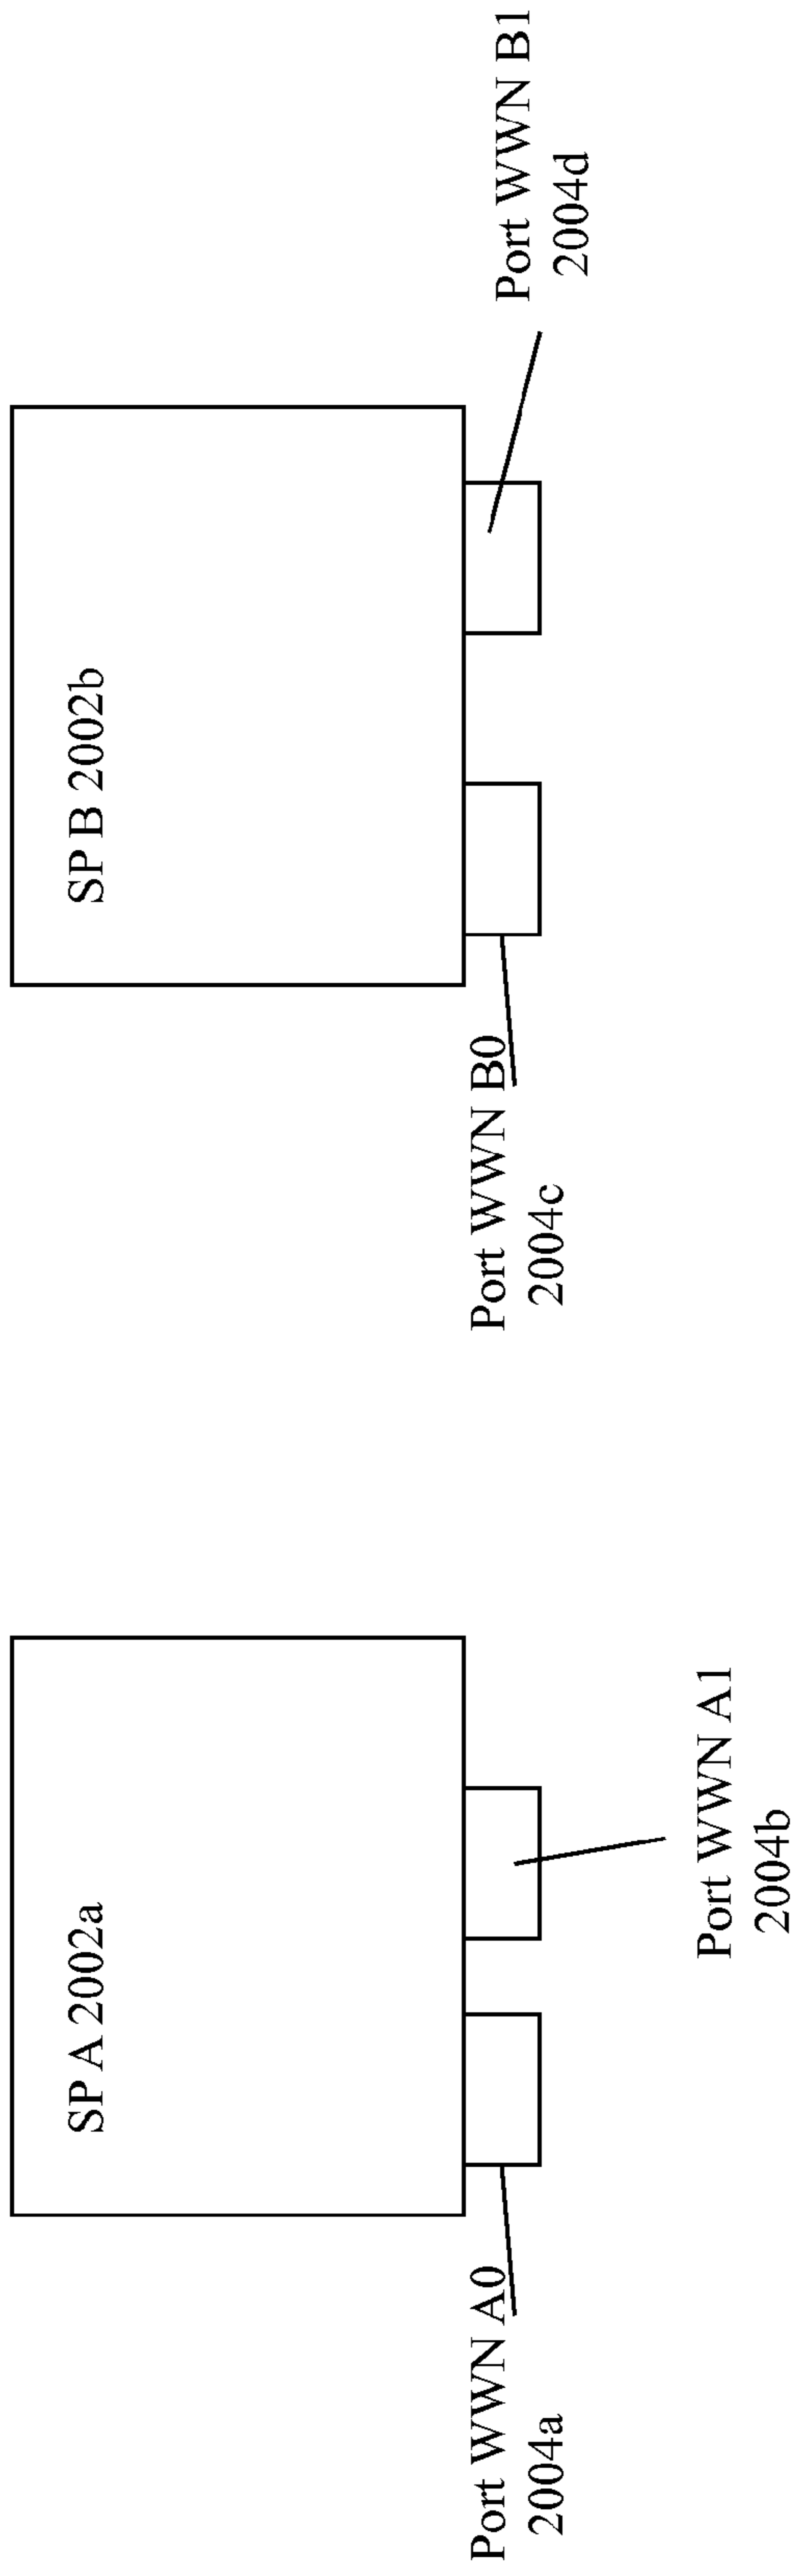 SP A 2002a
Port WWN A0
2004a
Port WWN A1
2004b
SP B 2002b
Port WWN B0
2004c
Port WWN B1
2004d